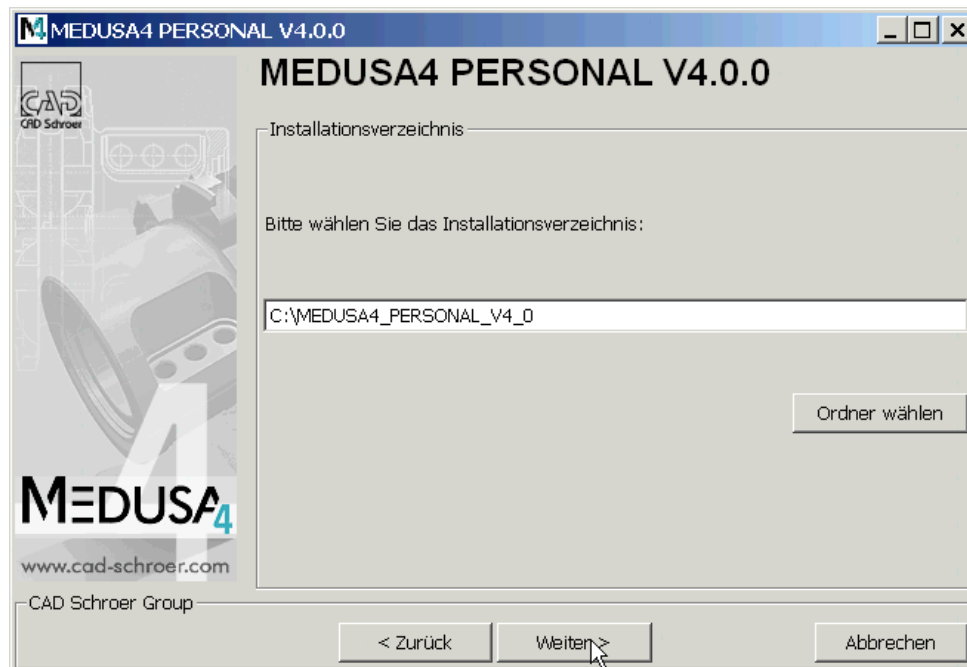 MEDUSA4 PERSONAL V4.0.0
MEDUSA4 PERSONAL V4.0.0
CAD
CAD Schroer
Installationsverzeichnis
Bitte wählen Sie das Installationsverzeichnis:
C:\MEDUSA4_PERSONAL_V4_0
Ordner wählen
4
MEDUSA4
www.cad-schroer.com
CAD Schroer Group
< Zurück
Weiter >
Abbrechen